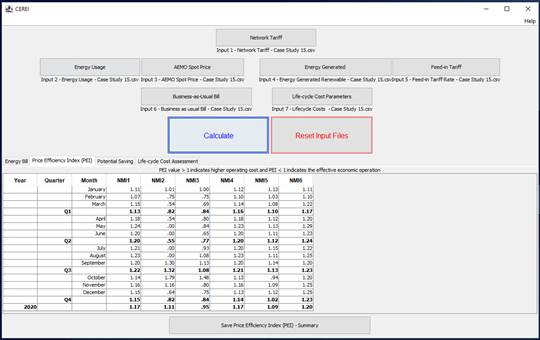 CEREI
Help
Network Tariff
Input 1 - Network Tariff - Case Study 15.csv
Energy Usage AEMO Spot Price Energy Generated Feed-in Tariff
Input 2 - Energy Usage - Case Study 15.csv Input 3 - AEMO Spot Price - Case Study 15.csv Input 4 - Energy Generated Renewable - Case Study 15.csv Input 5 - Feed-in Tariff Rate - Case Study 15.csv
Business-as-Usual Bill Life-cycle Cost Parameters
Input 6 - Business as usual Bill - Case Study 15.csv Input 7 - Lifecycle Costs - Case Study 15.csv
Calculate Reset Input Files
Energy Bill Price Efficiency Index (PEI) Potential Saving Life-cycle Cost Assessment
PEI value > 1 indicates higher operating cost and PEI < 1 indicates the effective economic operation
Year Quarter Month NMI1 NMI2 NMI3 NMI4 NMI5 NMI6
January 1.11 1.01 1.00 1.12 1.13 1.11
February 1.07 .75 .75 1.10 1.03 1.10
March 1.15 .54 .69 1.14 1.08 1.22
Q1 1.13 .82 .84 1.16 1.10 1.17
April 1.18 .54 .80 1.18 1.12 1.20
May 1.24 .00 .84 1.23 1.13 1.29
June 1.20 .00 .65 1.20 1.11 1.23
Q2 1.20 .55 .77 1.20 1.12 1.24
July 1.21 .00 .93 1.20 1.15 1.22
August 1.23 .00 1.08 1.23 1.11 1.25
September 1.20 1.30 1.13 1.20 1.14 1.20
Q3 1.22 1.32 1.08 1.21 1.13 1.23
October 1.14 1.79 1.48 1.13 .94 1.20
November 1.16 1.16 .80 1.16 1.09 1.25
December 1.15 .64 .75 1.13 1.12 1.25
Q4 1.15 .82 .84 1.14 1.02 1.23
2020 1.17 1.11 .95 1.17 1.09 1.20
Save Price Efficiency Index (PEI) - Summary